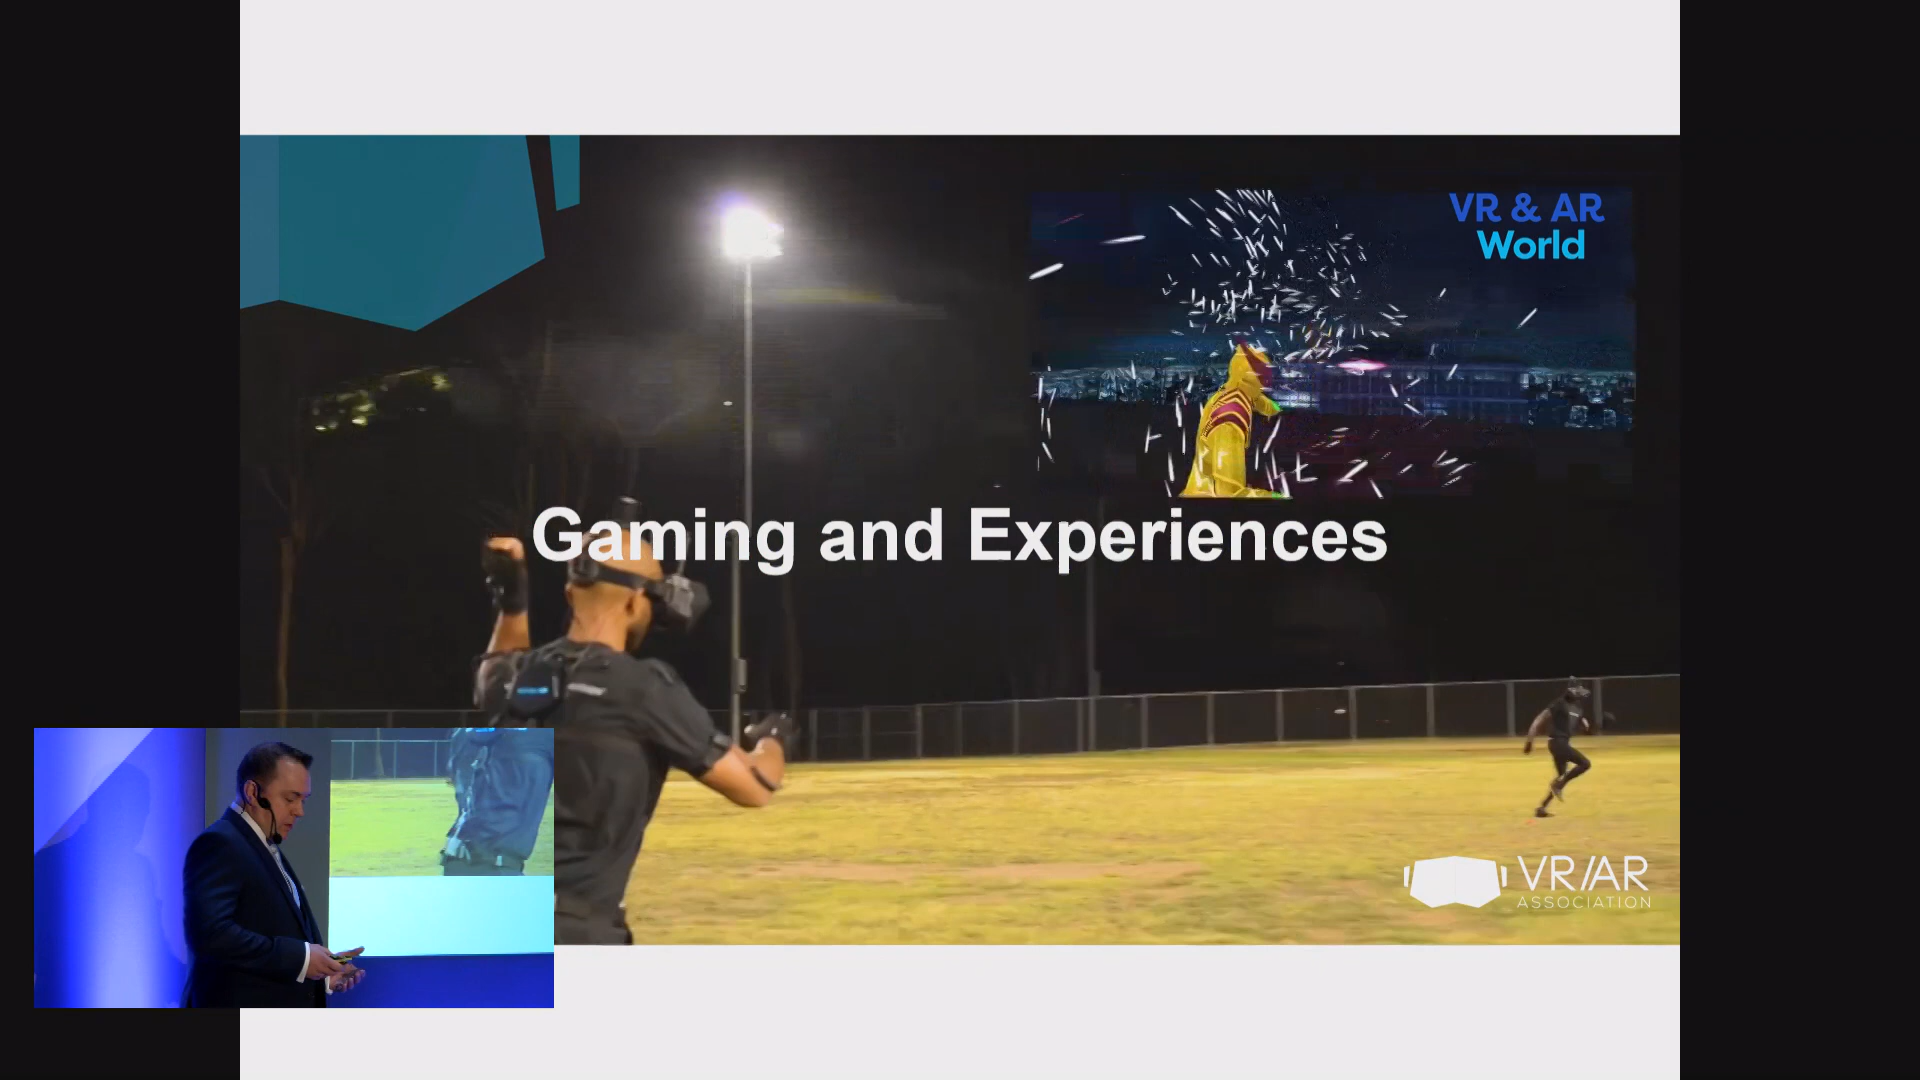 VR & AR
World
Gaming and Experiences
VR/AR
ASSOCIATION